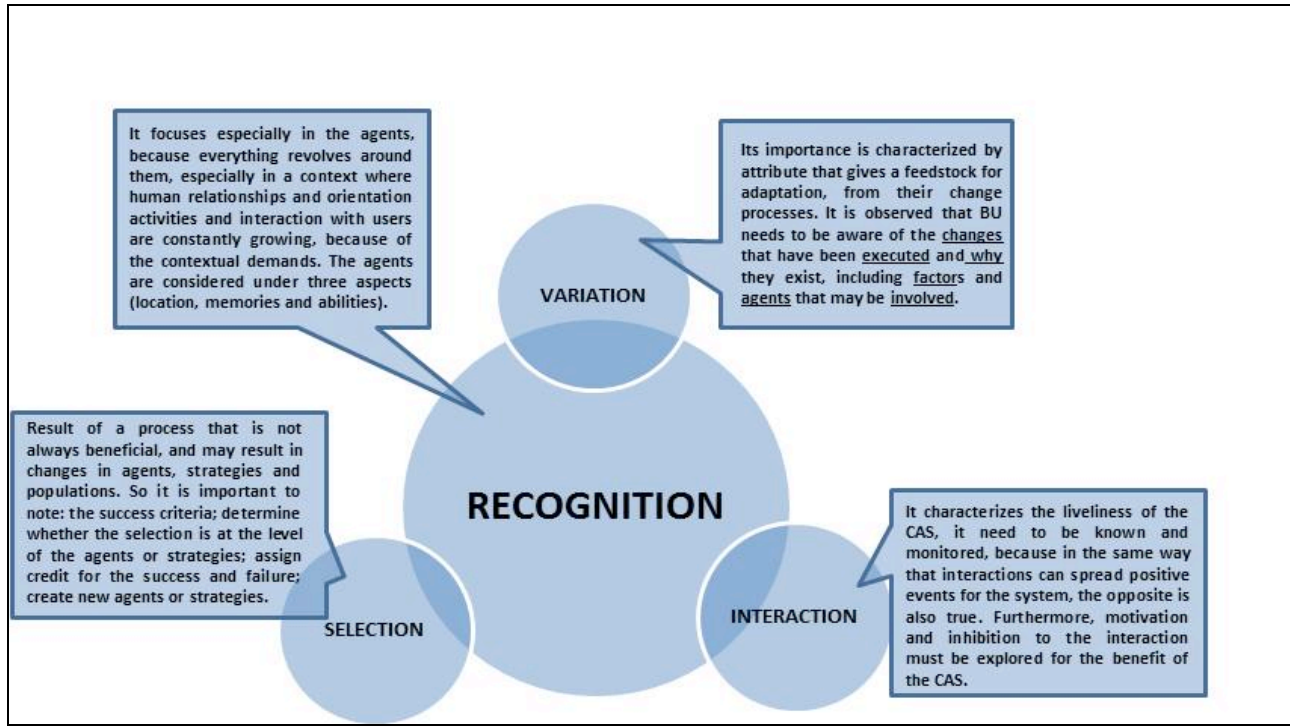 It focuses especially in the agents,
because everything revolves around
them, especially in a context where
human relationships and orientation
activities and interaction with users
are constantly growing, because of
the contextual demands. The agents
are considered under three aspects
(location, memories and abilities).
Its importance is characterized by
attribute that gives a feedstock for
adaptation, from their change
processes. It is observed that BU
needs to be aware of the changes
that have been executed and why
they exist, including factors and
agents that may be involved.
VARIATION
Result of a process that is not
always beneficial, and may result in
changes in agents, strategies and
populations. So it is important to
note: the success criteria; determine
whether the selection is at the level
of the agents or strategies; assign
credit for the success and failure;
create new agents or strategies.
RECOGNITION
It characterizes the liveliness of the
CAS, it need to be known and
monitored, because in the same way
that interactions can spread positive
events for the system, the opposite is
also true. Furthermore, motivation
and inhibition to the interaction
must be explored for the benefit of
the CAS.
SELECTION
INTERACTION